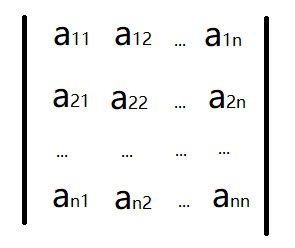 a11 a12 ... a1n
a21 a22 ... a2n
... ... ... ...
an1 an2 ... ann